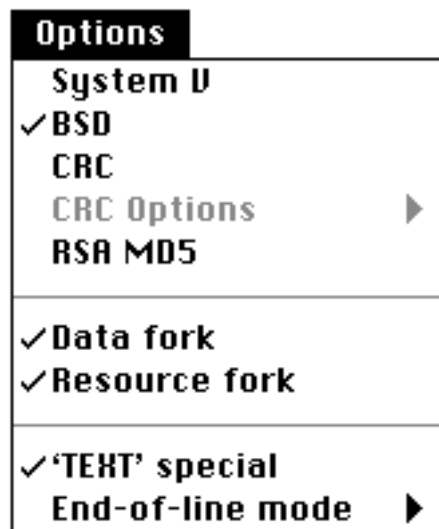 Options
System V
✓BSD
CRC
CRC Options ▶
RSA MD5
✓Data fork
✓Resource fork
✓‘TEXT’ special
End-of-line mode ▶